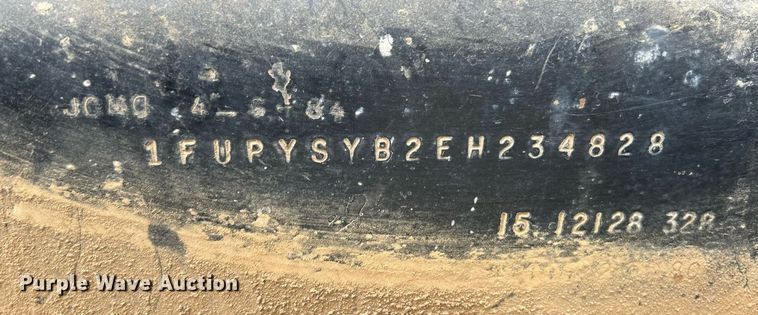 JCMO 4-6-84
1FUPYSYB2EH234828
15.12128 328
Purple Wave Auction